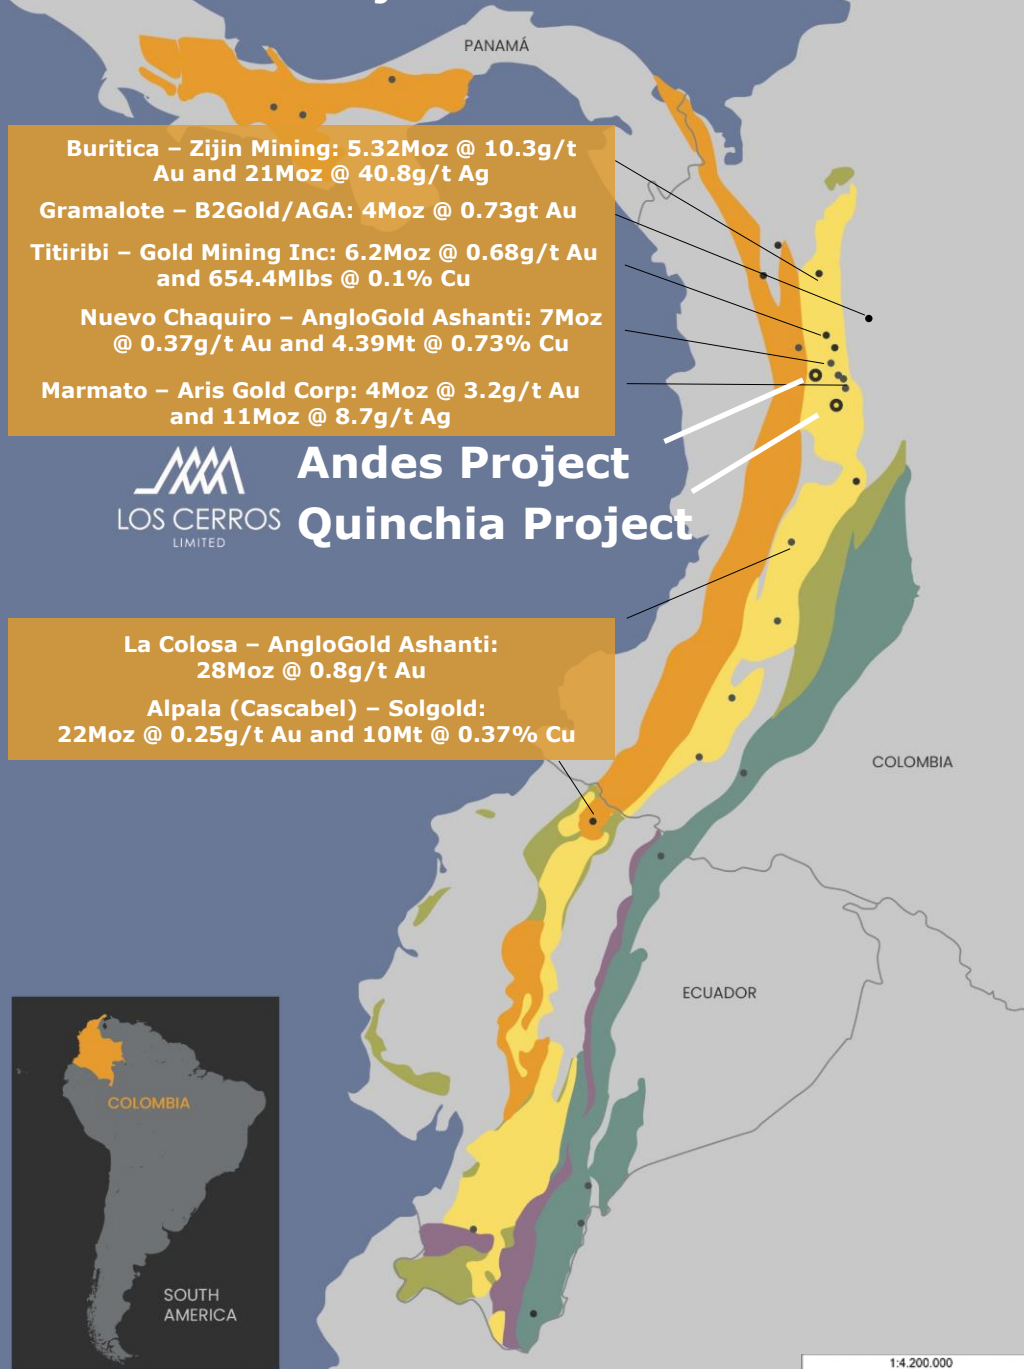 PANAMÁ
Buritica – Zijin Mining: 5.32Moz @ 10.3g/t
Au and 21Moz @ 40.8g/t Ag
Gramalote – B2Gold/AGA: 4Moz @ 0.73gt Au
Titiribi – Gold Mining Inc: 6.2Moz @ 0.68g/t Au
and 654.4Mlbs @ 0.1% Cu
Nuevo Chaquiro – AngloGold Ashanti: 7Moz
@ 0.37g/t Au and 4.39Mt @ 0.73% Cu
Marmato – Aris Gold Corp: 4Moz @ 3.2g/t Au
and 11Moz @ 8.7g/t Ag
LOS CERROS
LIMITED
Andes Project
Quinchia Project
La Colosa – AngloGold Ashanti:
28Moz @ 0.8g/t Au
Alpala (Cascabel) – Solgold:
22Moz @ 0.25g/t Au and 10Mt @ 0.37% Cu
COLOMBIA
ECUADOR
COLOMBIA
SOUTH
AMERICA
1:4.200.000